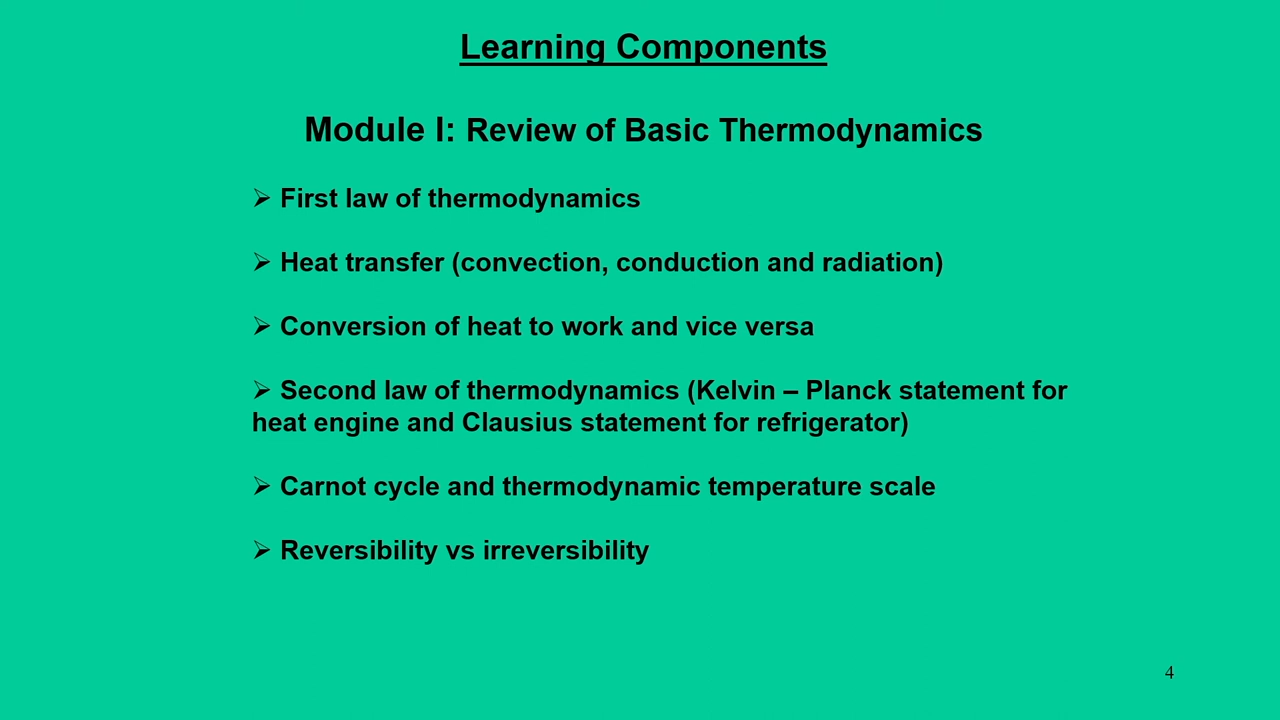 Learning Components
Module I: Review of Basic Thermodynamics
➢ First law of thermodynamics
➢ Heat transfer (convection, conduction and radiation)
➢ Conversion of heat to work and vice versa
➢ Second law of thermodynamics (Kelvin – Planck statement for
heat engine and Clausius statement for refrigerator)
➢ Carnot cycle and thermodynamic temperature scale
➢ Reversibility vs irreversibility
4